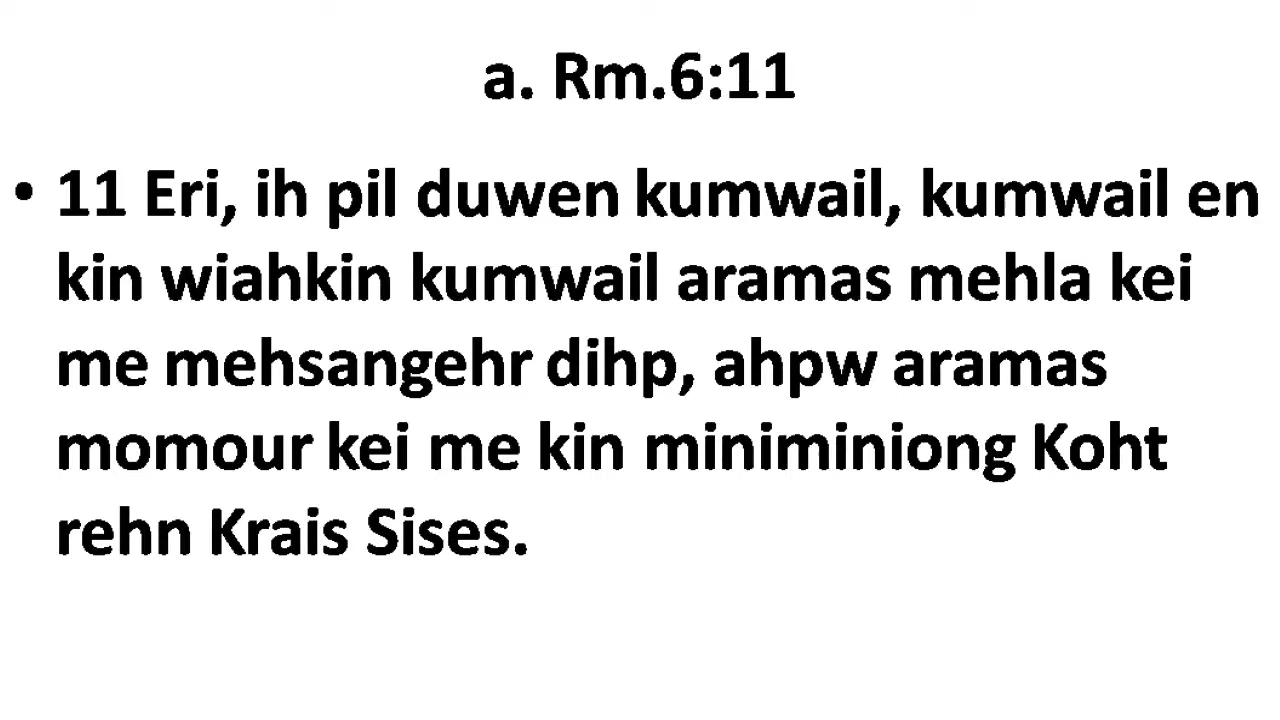 a. Rm.6:11
• 11 Eri, ih pil duwen kumwail, kumwail en
kin wiahkin kumwail aramas mehla kei
me mehsangehr dihp, ahpw aramas
momour kei me kin miniminiong Koht
rehn Krais Sises.